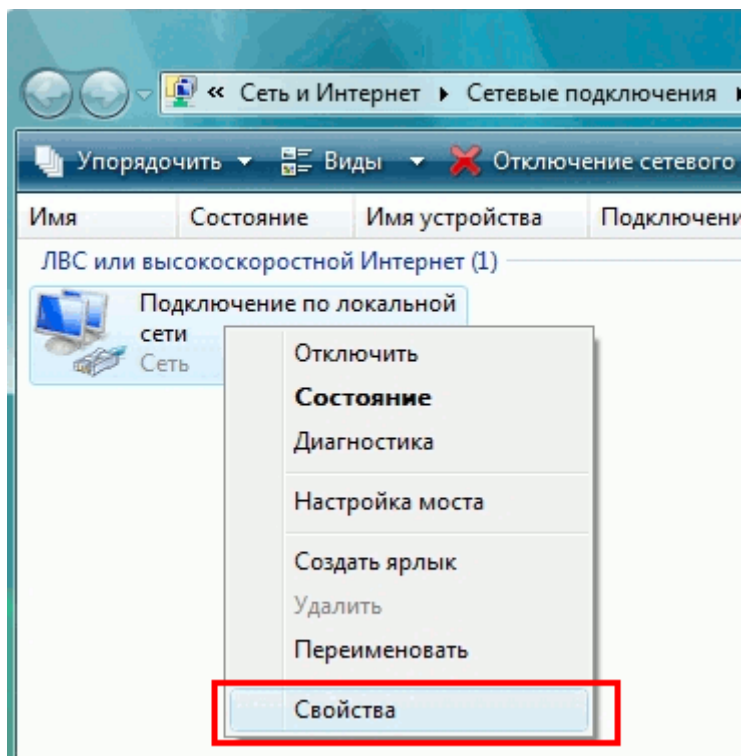 « Сеть и Интернет Сетевые подключения
Упорядочить Виды Отключение сетевого
Имя Состояние Имя устройства Подключени
ЛВС или высокоскоростной Интернет (1)
Подключение по локальной
сети
Сеть
Отключить
Состояние
Диагностика
Настройка моста
Создать ярлык
Удалить
Переименовать
Свойства